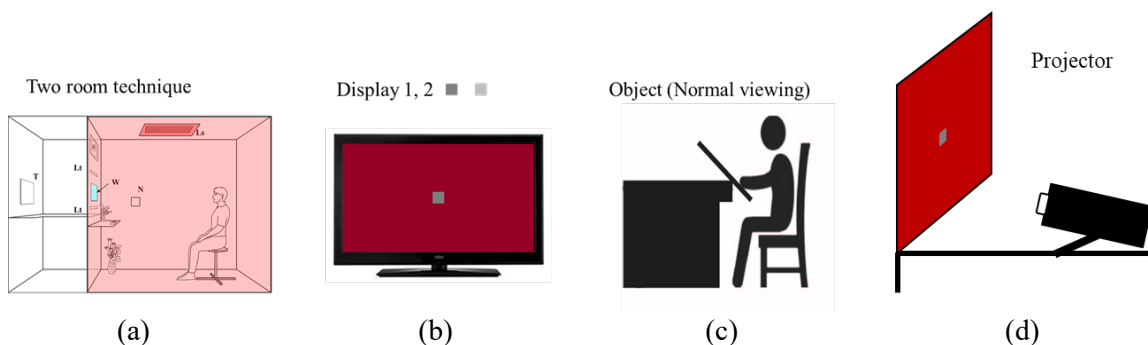 Two room technique
Display 1, 2
Object (Normal viewing)
Projector
Ls
Lt
T
W
N
Lt
(a)
(b)
(c)
(d)